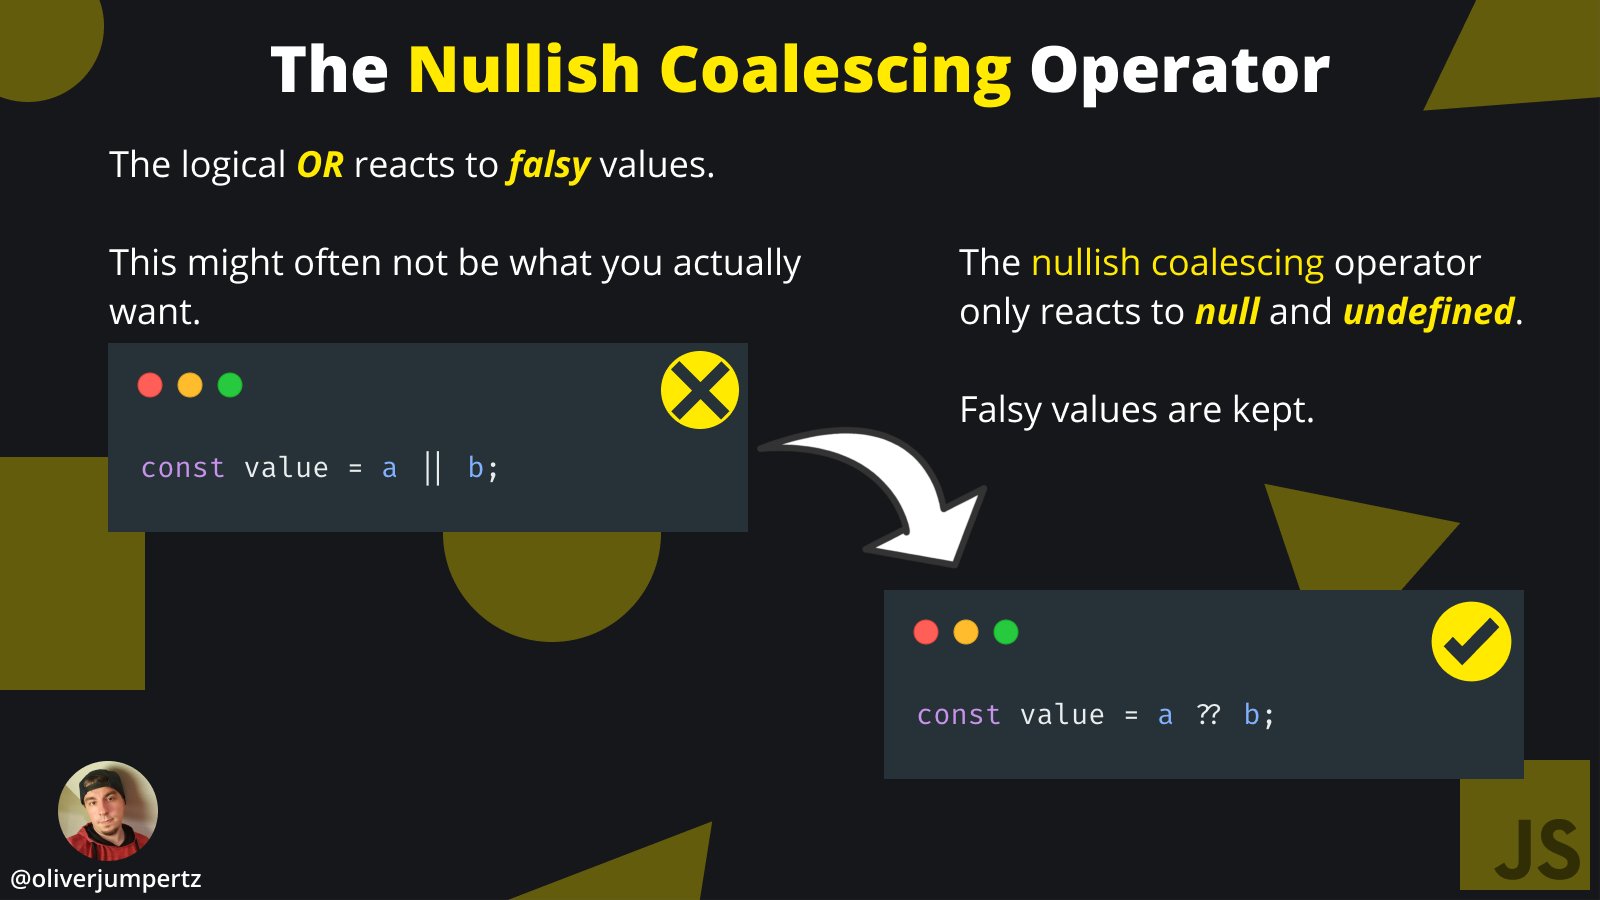 The Nullish Coalescing Operator
The logical OR reacts to falsy values.
This might often not be what you actually
want.
const value = a || b;
The nullish coalescing operator
only reacts to null and undefined.
Falsy values are kept.
const value = a ?? b;
@oliverjumpertz
JS